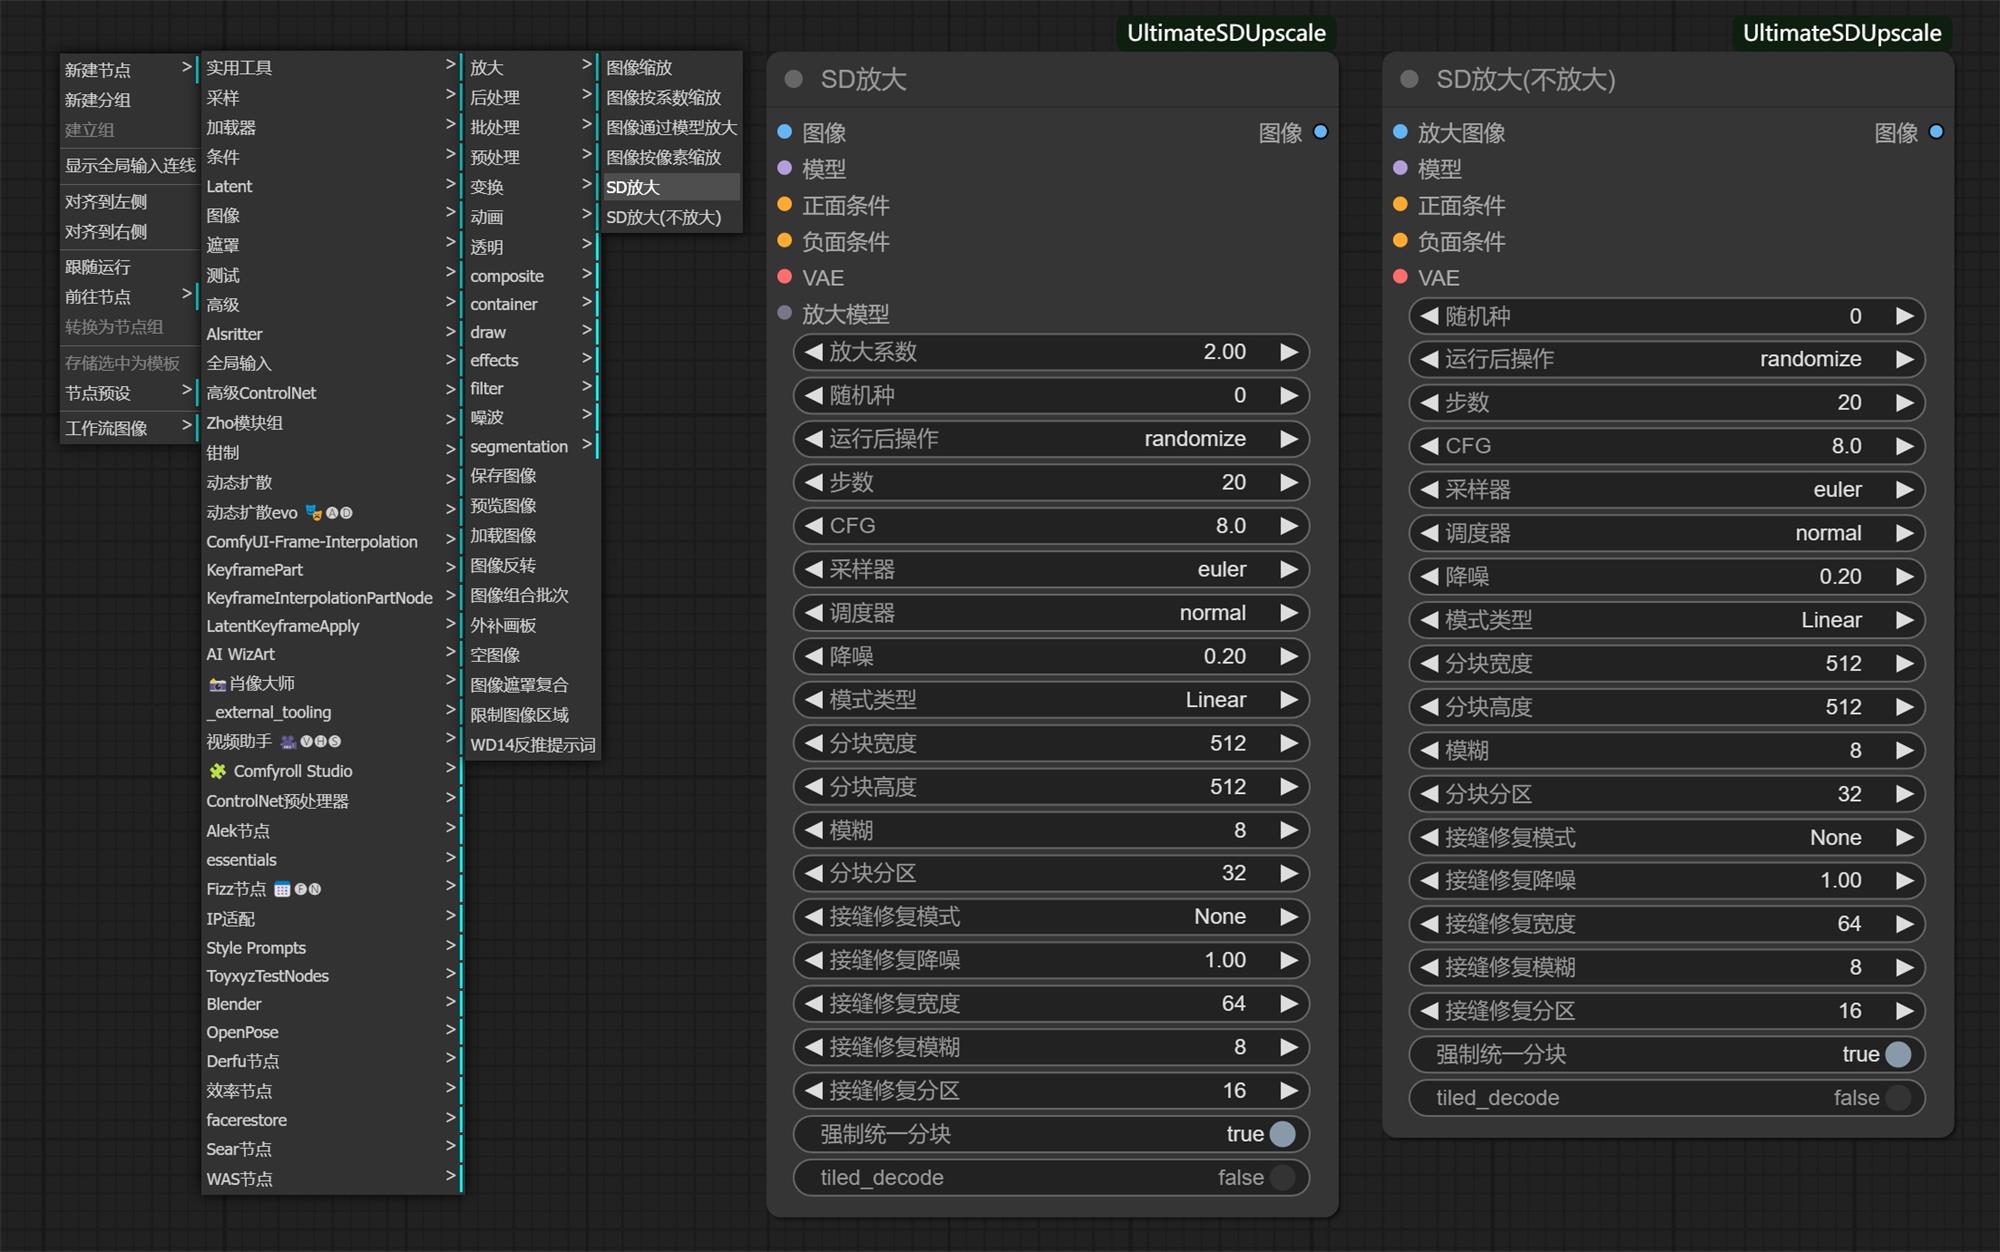 新建节点
新建分组
建立组
显示全局输入连线
对齐到左侧
对齐到右侧
跟随运行
前往节点
转换为节点组
存储选中为模板
节点预设
工作流图像
实用工具
采样
加载器
条件
Latent
图像
遮罩
测试
高级
Alsritter
全局输入
高级ControlNet
Zho模块组
钳制
动态扩散
动态扩散evo 🎭🅐🅓
ComfyUI-Frame-Interpolation
KeyframePart
KeyframeInterpolationPartNode
LatentKeyframeApply
AI WizArt
📸肖像大师
_external_tooling
视频助手 🎥🅥🅗🅢
🧩 Comfyroll Studio
ControlNet预处理器
Alek节点
essentials
Fizz节点 📅🅕🅝
IP适配
Style Prompts
ToyxyzTestNodes
Blender
OpenPose
Derfu节点
效率节点
facerestore
Sear节点
WAS节点
放大
后处理
批处理
预处理
变换
动画
透明
composite
container
draw
effects
filter
噪波
segmentation
保存图像
预览图像
加载图像
图像反转
图像组合批次
外补画板
空图像
图像遮罩复合
限制图像区域
WD14反推提示词
图像缩放
图像按系数缩放
图像通过模型放大
图像按像素缩放
SD放大
SD放大(不放大)
UltimateSDUpscale
SD放大
图像 图像
模型
正面条件
负面条件
VAE
放大模型
放大系数 2.00
随机种 0
运行后操作 randomize
步数 20
CFG 8.0
采样器 euler
调度器 normal
降噪 0.20
模式类型 Linear
分块宽度 512
分块高度 512
模糊 8
分块分区 32
接缝修复模式 None
接缝修复降噪 1.00
接缝修复宽度 64
接缝修复模糊 8
接缝修复分区 16
强制统一分块 true
tiled_decode false
UltimateSDUpscale
SD放大(不放大)
放大图像 图像
模型
正面条件
负面条件
VAE
随机种 0
运行后操作 randomize
步数 20
CFG 8.0
采样器 euler
调度器 normal
降噪 0.20
模式类型 Linear
分块宽度 512
分块高度 512
模糊 8
分块分区 32
接缝修复模式 None
接缝修复降噪 1.00
接缝修复宽度 64
接缝修复模糊 8
接缝修复分区 16
强制统一分块 true
tiled_decode false